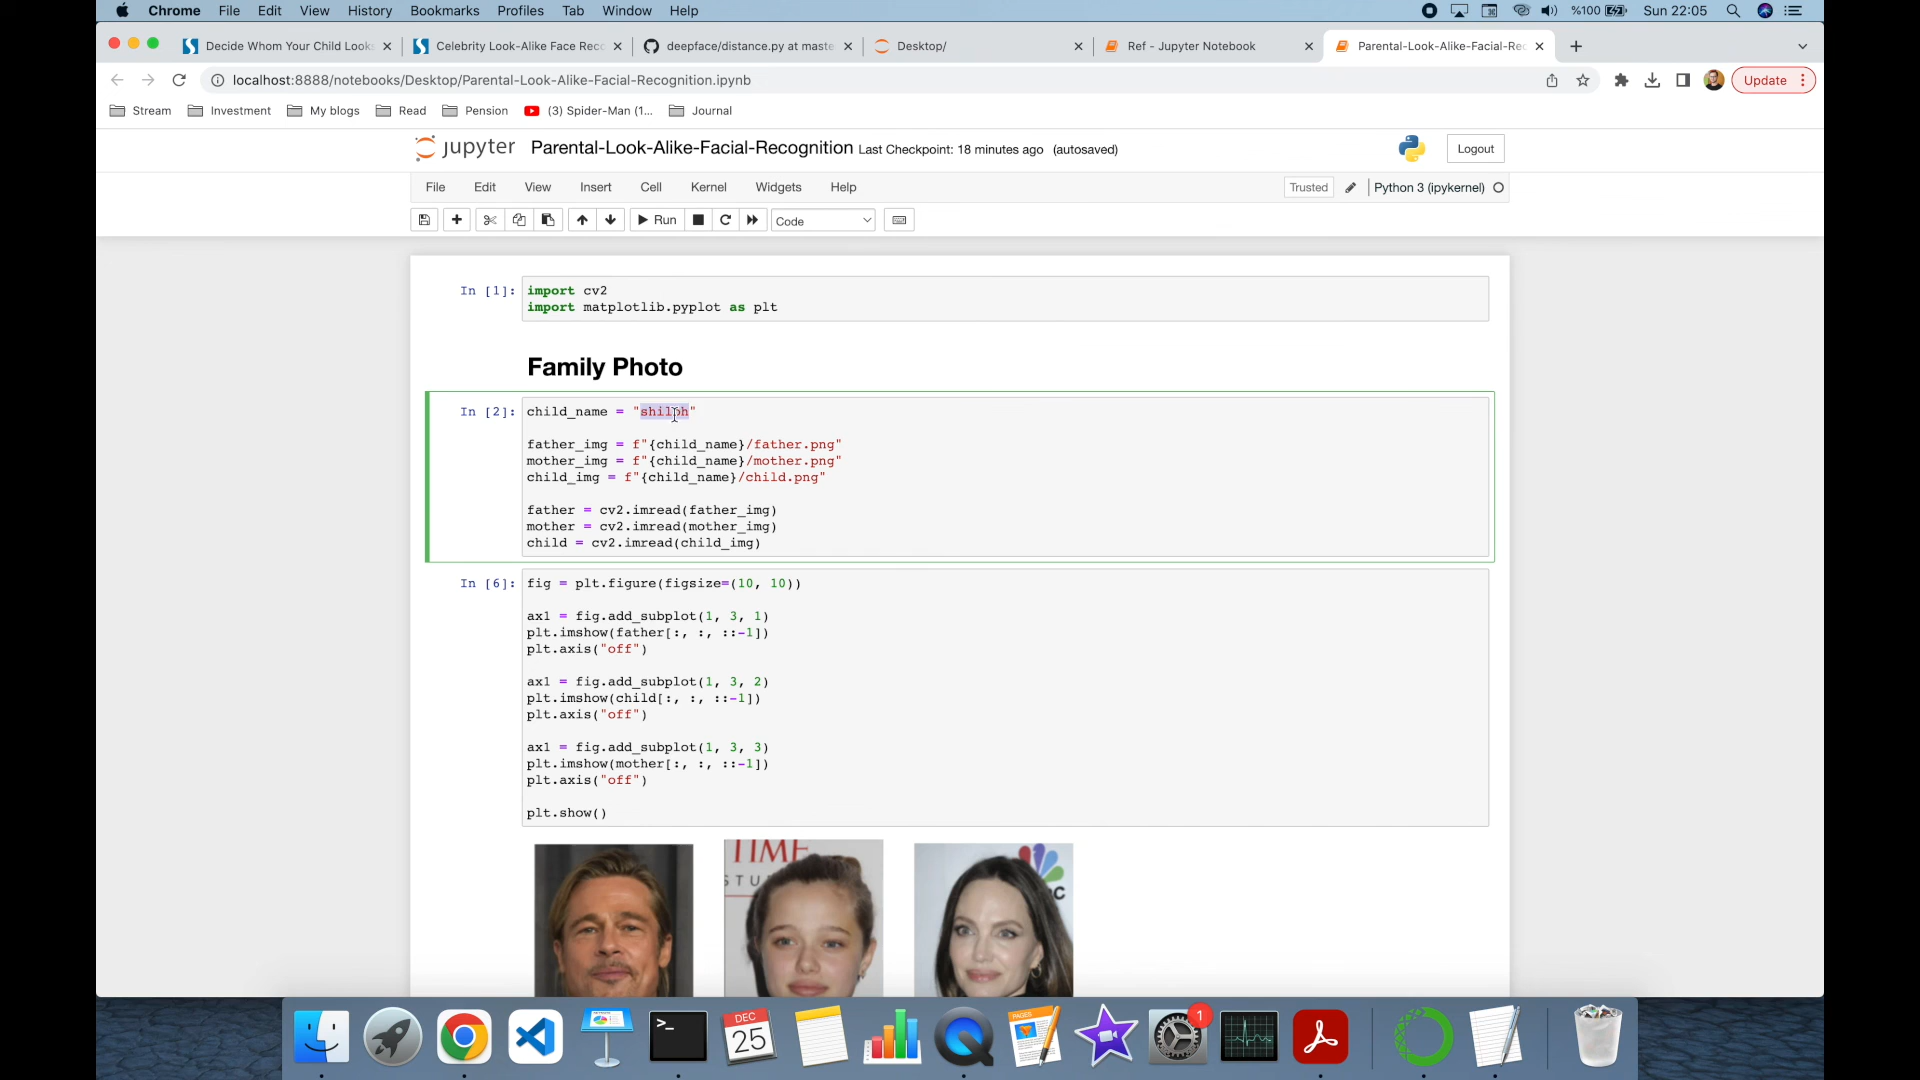 Chrome File Edit View History Bookmarks Profiles Tab Window Help %100 Sun 22:05
Decide Whom Your Child Looks Celebrity Look-Alike Face Reco deepface/distance.py at maste Desktop/ Ref - Jupyter Notebook Parental-Look-Alike-Facial-Rec
localhost:8888/notebooks/Desktop/Parental-Look-Alike-Facial-Recognition.ipynb Update
Stream Investment My blogs Read Pension (3) Spider-Man (1... Journal
jupyter Parental-Look-Alike-Facial-Recognition Last Checkpoint: 18 minutes ago (autosaved) Logout
File Edit View Insert Cell Kernel Widgets Help Trusted Python 3 (ipykernel)
Run Code
In [1]: import cv2
import matplotlib.pyplot as plt
Family Photo
In [2]: child_name = "shiloh"
father_img = f"{child_name}/father.png"
mother_img = f"{child_name}/mother.png"
child_img = f"{child_name}/child.png"
father = cv2.imread(father_img)
mother = cv2.imread(mother_img)
child = cv2.imread(child_img)
In [6]: fig = plt.figure(figsize=(10, 10))
ax1 = fig.add_subplot(1, 3, 1)
plt.imshow(father[:, :, ::-1])
plt.axis("off")
ax1 = fig.add_subplot(1, 3, 2)
plt.imshow(child[:, :, ::-1])
plt.axis("off")
ax1 = fig.add_subplot(1, 3, 3)
plt.imshow(mother[:, :, ::-1])
plt.axis("off")
plt.show()
TIME
STU
DEC
25
PAGES
1